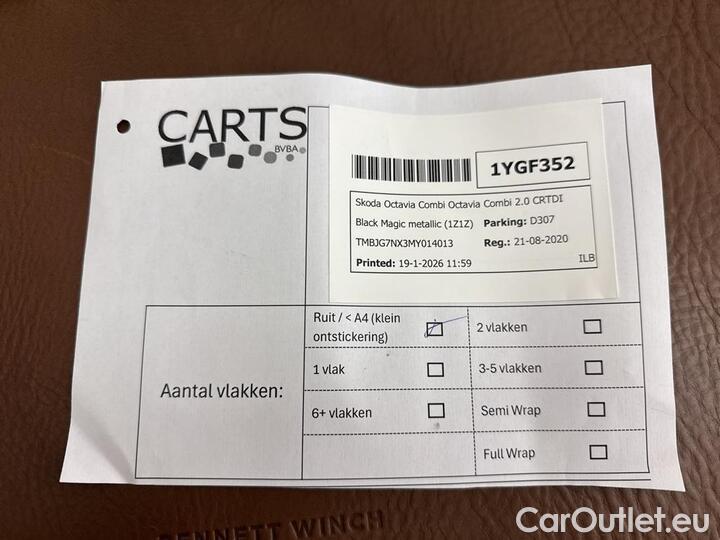 CARTS
BVBA
1YGF352
Skoda Octavia Combi Octavia Combi 2.0 CRTDI
Black Magic metallic (1Z1Z) Parking: D307
TMBJG7NX3MY014013 Reg.: 21-08-2020
Printed: 19-1-2026 11:59 ILB
Aantal vlakken:
Ruit / < A4 (klein
ontstickering)
2 vlakken
1 vlak
3-5 vlakken
6+ vlakken
Semi Wrap
Full Wrap
BENNETT WINCH
CarOutlet.eu